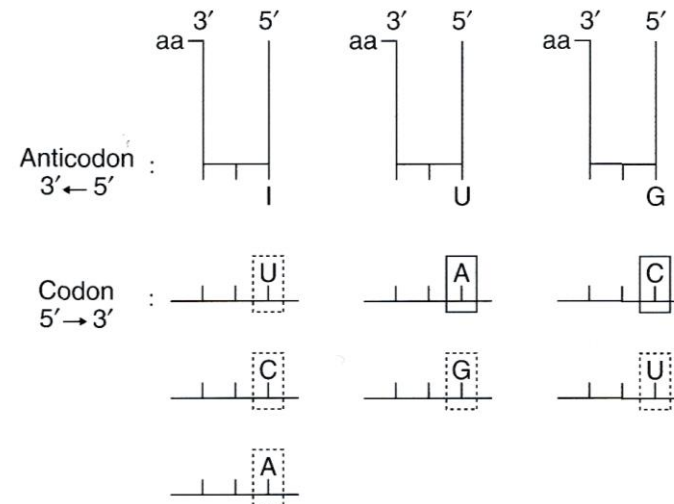 3′ 5′ 3′ 5′ 3′ 5′
aa aa aa
Anticodon :
3′ ← 5′
I U G
Codon :
5′ → 3′
U A C
C G U
A